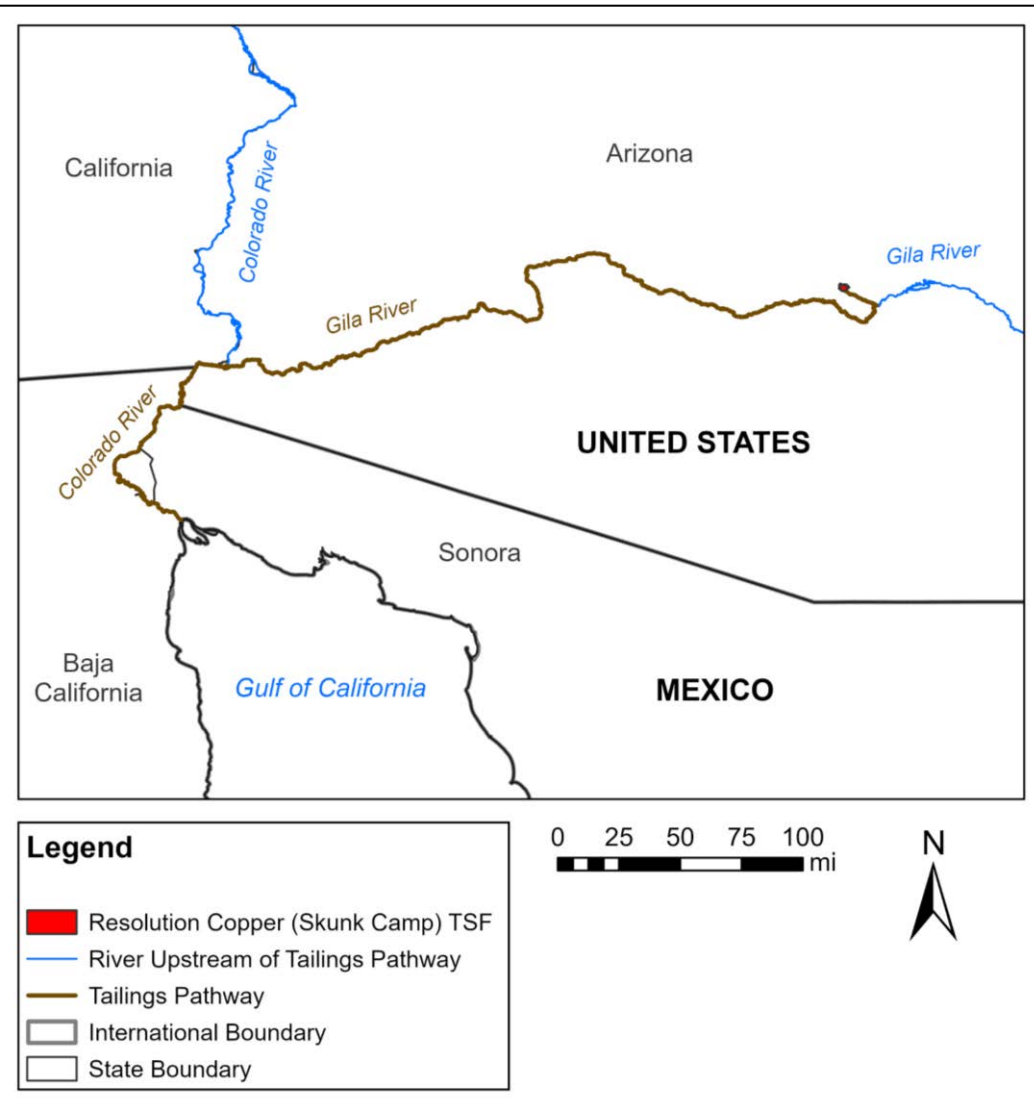 California
Arizona
Colorado River
Gila River
Gila River
Colorado River
UNITED STATES
Sonora
Baja
California
Gulf of California
MEXICO
Legend
Resolution Copper (Skunk Camp) TSF
River Upstream of Tailings Pathway
Tailings Pathway
International Boundary
State Boundary
0 25 50 75 100
mi
N